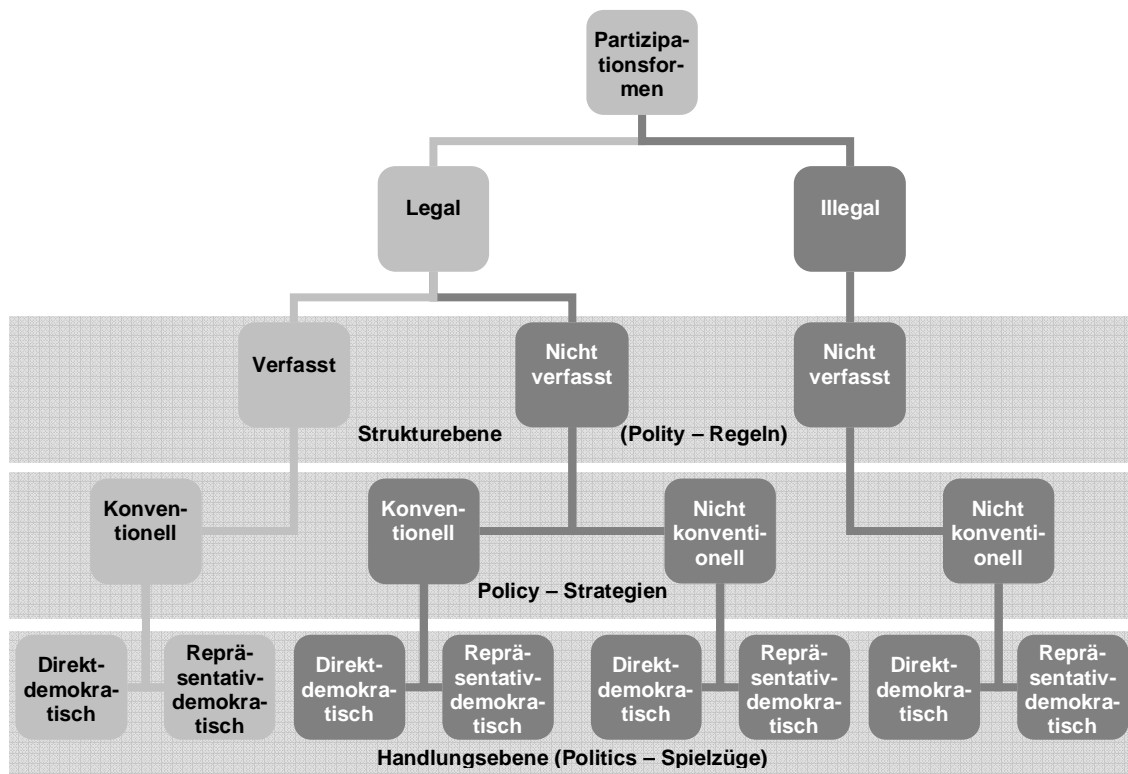 Partizipa-
tionsfor-
men
Legal
Illegal
Verfasst
Nicht
verfasst
Nicht
verfasst
Strukturebene
(Polity – Regeln)
Konven-
tionell
Konven-
tionell
Nicht
konventi-
onell
Nicht
konventi-
onell
Policy – Strategien
Direkt-
demokra-
tisch
Reprä-
sentativ-
demokra-
tisch
Direkt-
demokra-
tisch
Reprä-
sentativ-
demokra-
tisch
Direkt-
demokra-
tisch
Reprä-
sentativ-
demokra-
tisch
Direkt-
demokra-
tisch
Reprä-
sentativ-
demokra-
tisch
Handlungsebene (Politics – Spielzüge)